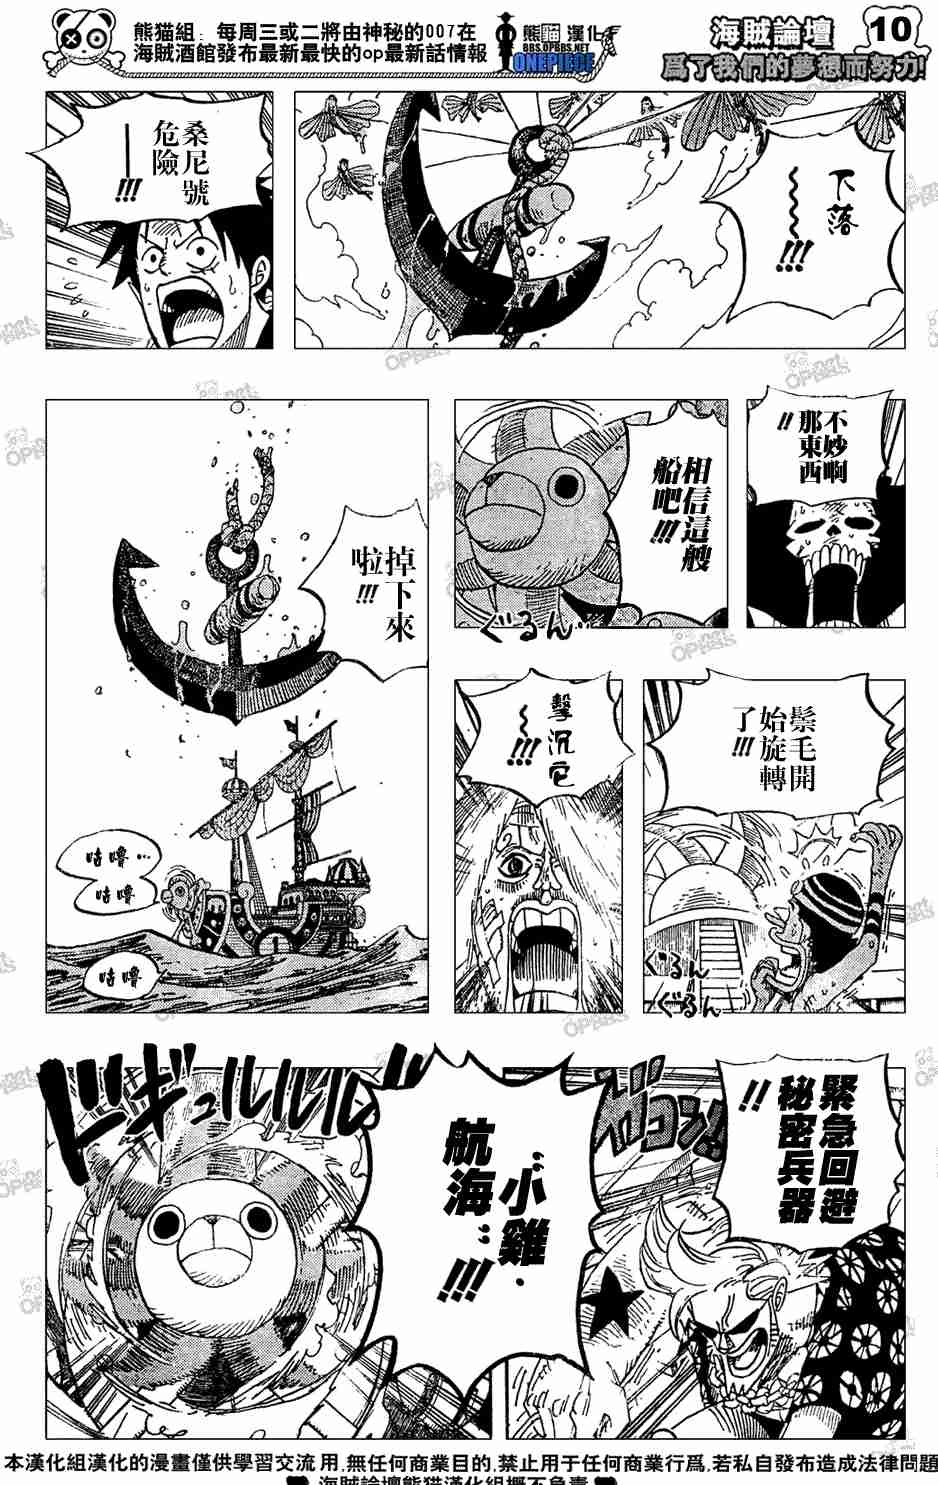 熊猫組：每周三或二將由神秘的007在
海賊酒館發布最新最快的op最新話情報
熊猫 漢化
BBS.OPBBS.NET
ONEPIECE
海賊論壇
爲了我們的夢想而努力!
10
下落
〜〜!!!
桑尼號
危險
——!!!
不妙啊
那東西
!!
相信這艘
船吧!!!
ぐるん
掉下來
啦!!!
咕嚕…
咕嚕
咕嚕
鬃毛開
始旋轉
了!!!
ぐるんん
ぐるん
擊沉它
〜〜!!!
緊急回避
秘密兵器
!!
ガコン!!
"小雞·
航海"!!!
ドギュルルルル
本漢化組漢化的漫畫僅供學習交流用,無任何商業目的,禁止用于任何商業行爲,若私自發布造成法律問題
海賊論壇熊猫漢化組概不負責